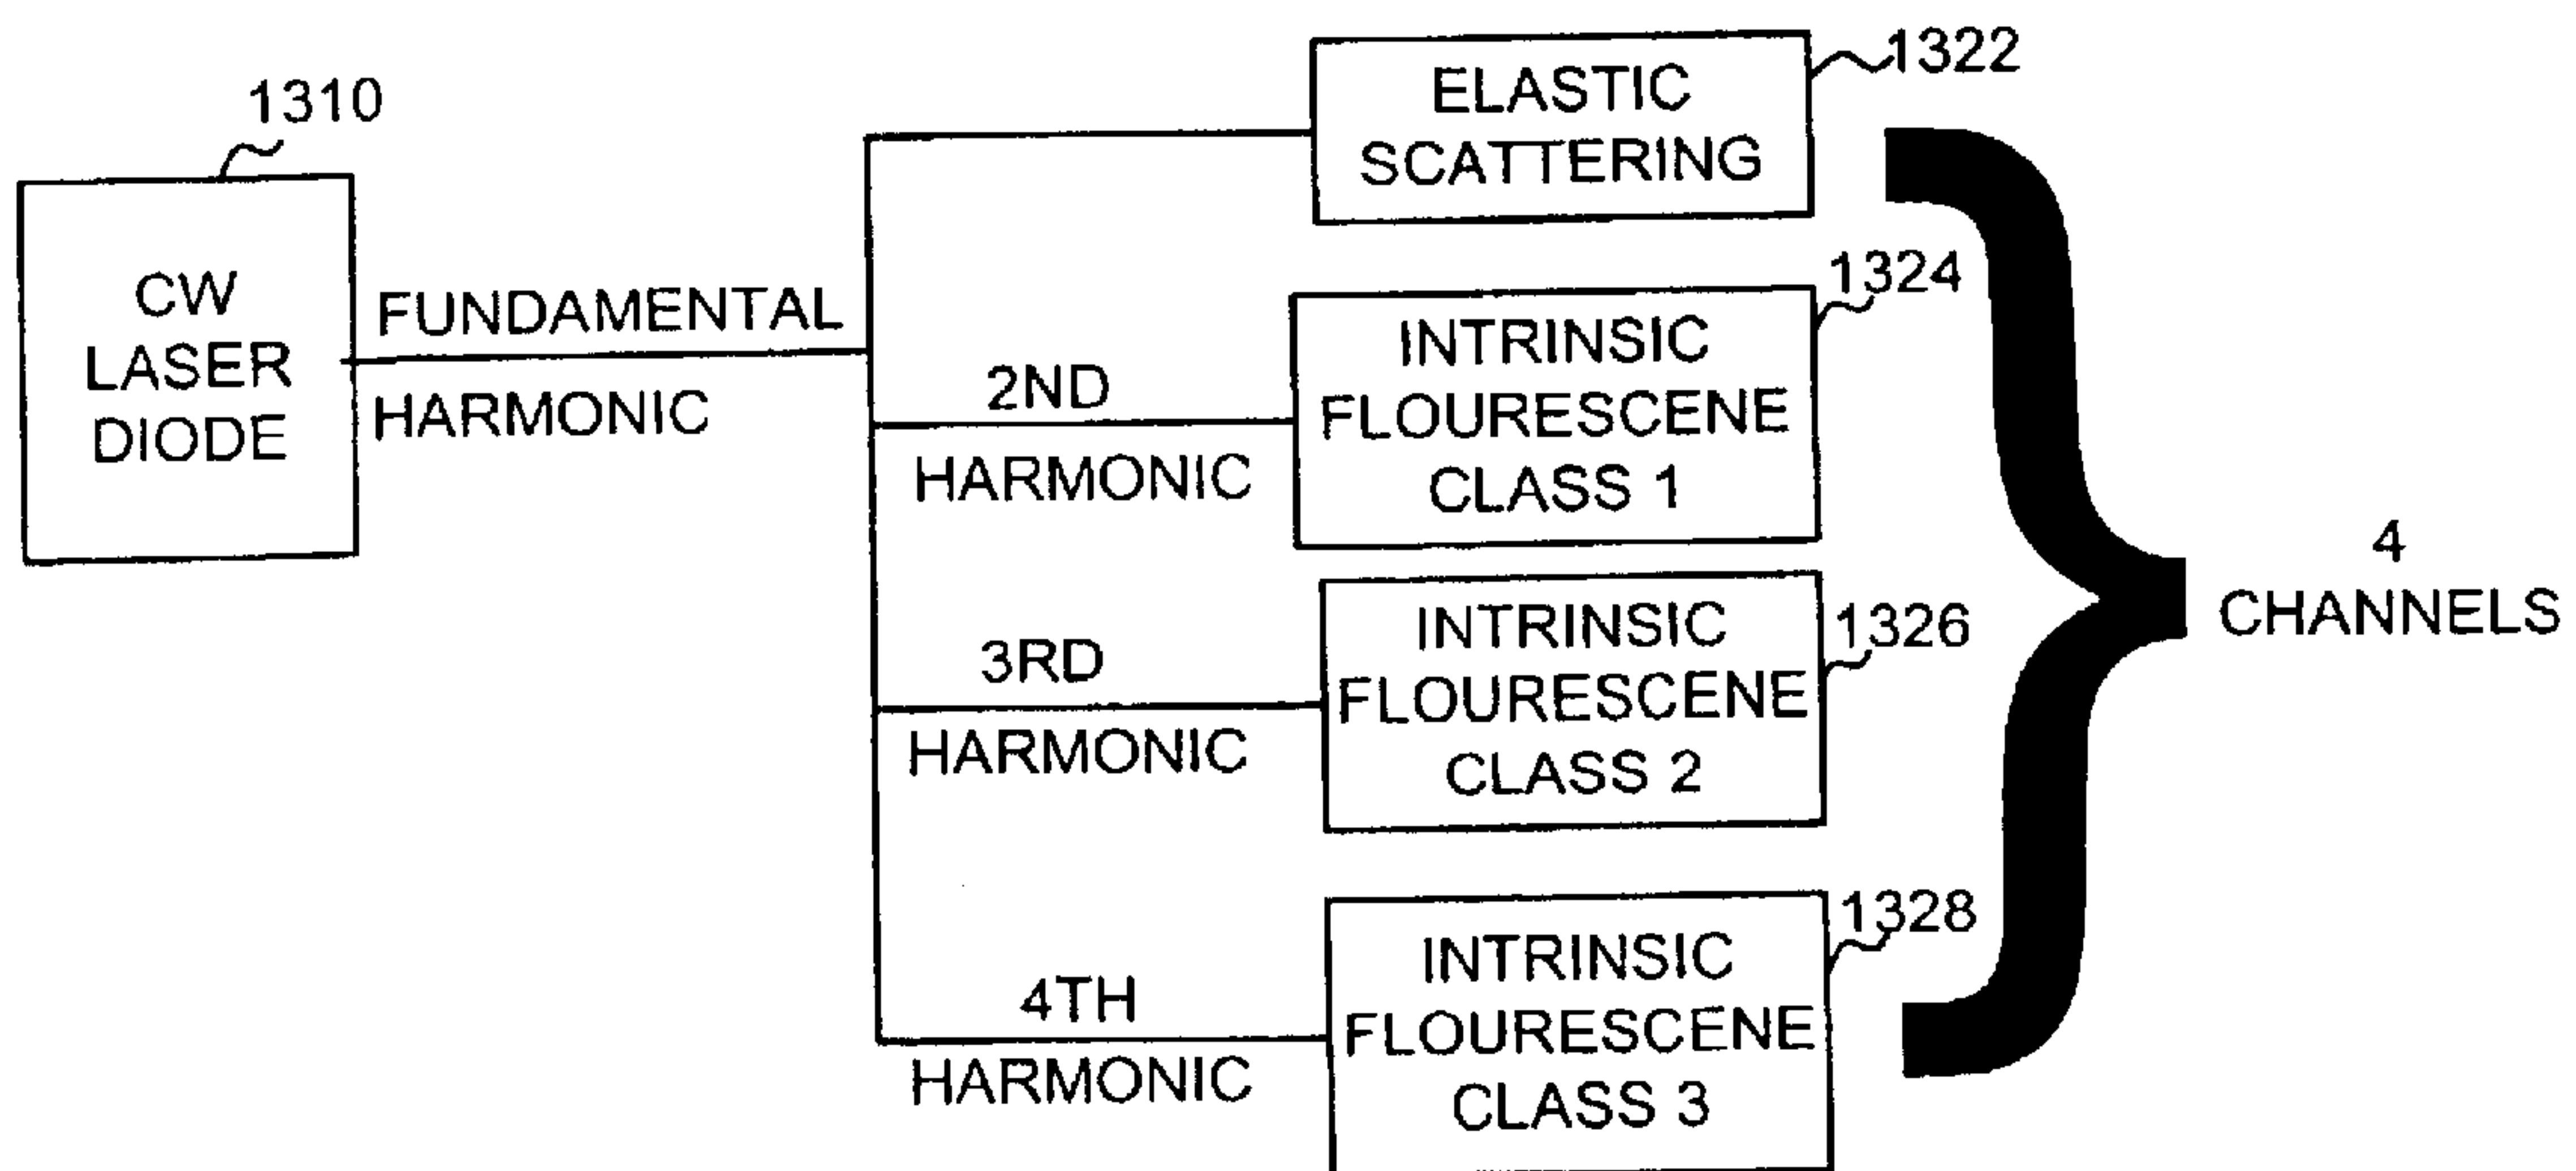 1310
CW
LASER
DIODE
FUNDAMENTAL
HARMONIC
ELASTIC
SCATTERING
1322
2ND
HARMONIC
INTRINSIC
FLOURESCENE
CLASS 1
1324
3RD
HARMONIC
INTRINSIC
FLOURESCENE
CLASS 2
1326
4TH
HARMONIC
INTRINSIC
FLOURESCENE
CLASS 3
1328
4
CHANNELS